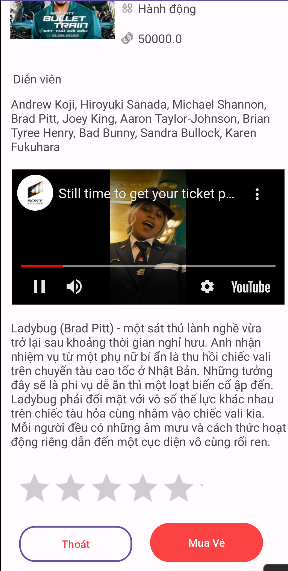 BULLET
TRAIN
Hành động
50000.0
Diễn viên
Andrew Koji, Hiroyuki Sanada, Michael Shannon,
Brad Pitt, Joey King, Aaron Taylor-Johnson, Brian
Tyree Henry, Bad Bunny, Sandra Bullock, Karen
Fukuhara
SONY
Still time to get your ticket p...
YouTube
Ladybug (Brad Pitt) - một sát thủ lành nghề vừa
trở lại sau khoảng thời gian nghỉ hưu. Anh nhận
nhiệm vụ từ một phụ nữ bí ẩn là thu hồi chiếc vali
trên chuyến tàu cao tốc ở Nhật Bản. Những tưởng
đây sẽ là phi vụ dễ ăn thì một loạt biến cố ập đến.
Ladybug phải đối mặt với vô số thế lực khác nhau
trên chiếc tàu hỏa cùng nhằm vào chiếc vali kia.
Mỗi người đều có những âm mưu và cách thức hoạt
động riêng dẫn đến một cục diện vô cùng rối ren.
Thoát
Mua Vé